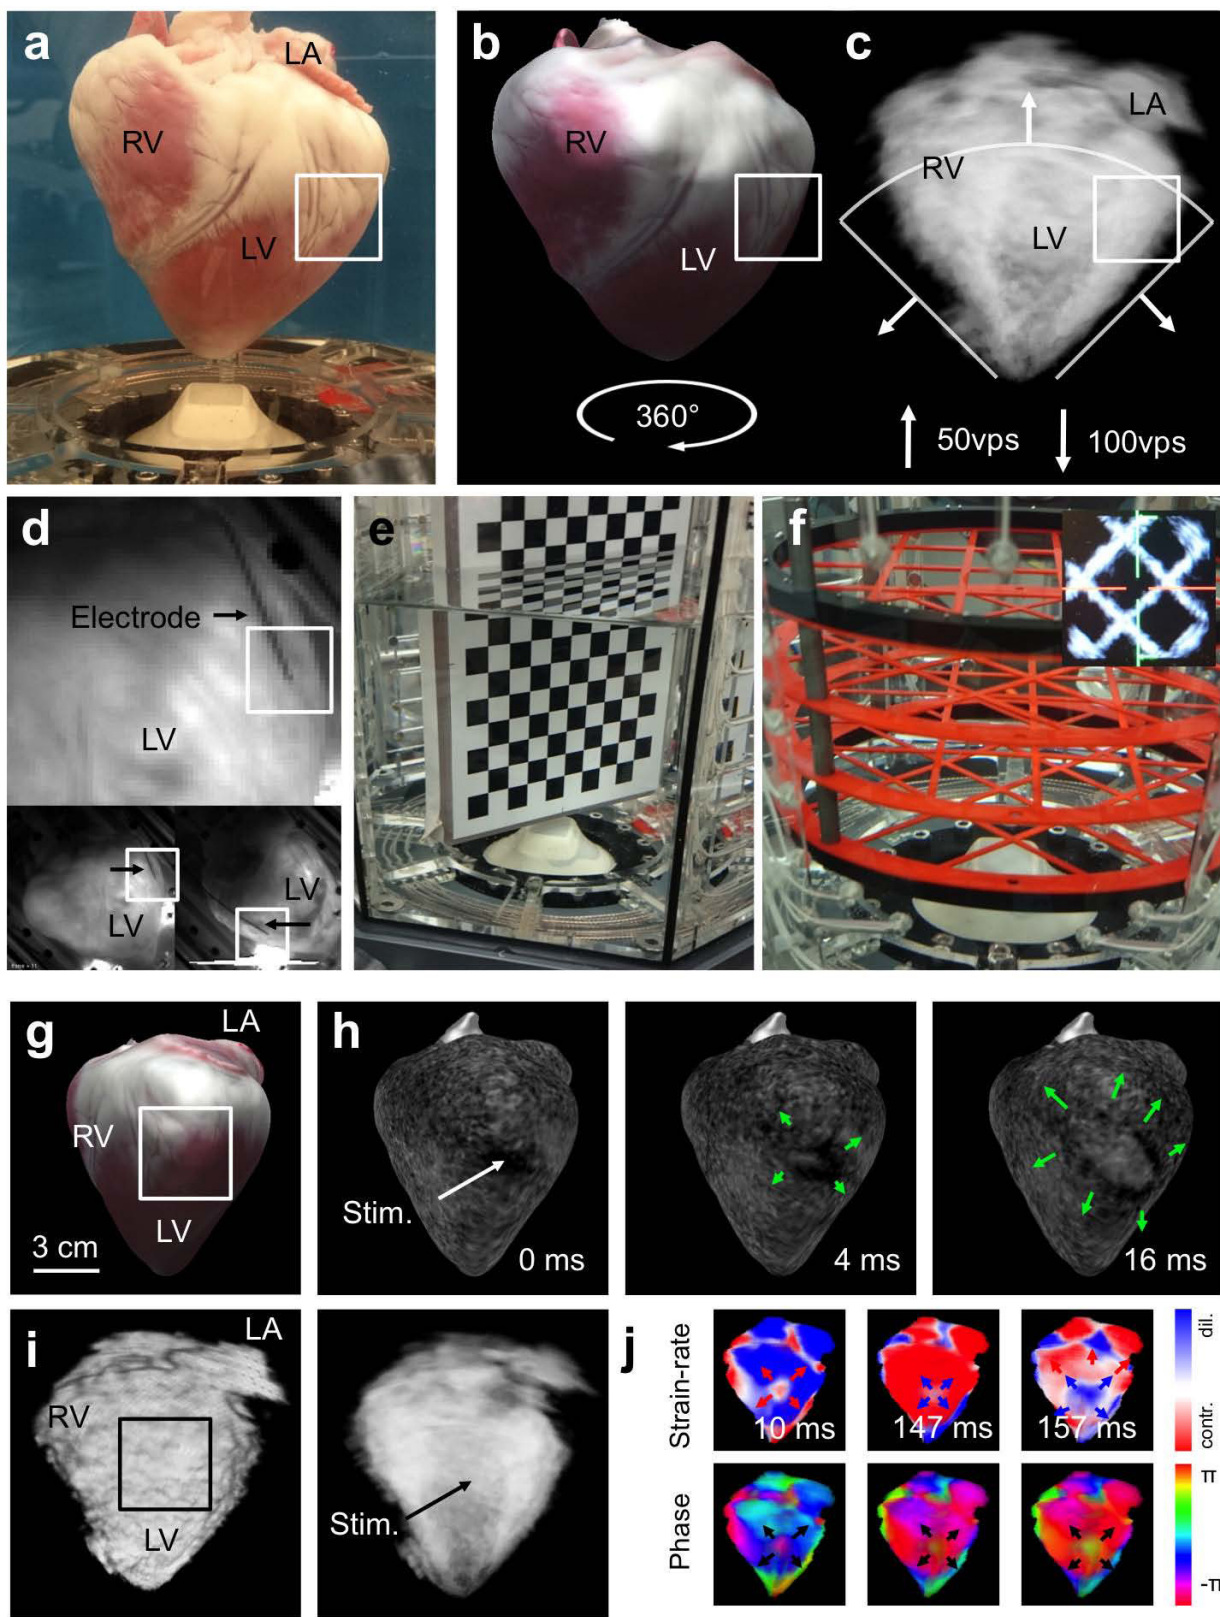 a
LA
RV
LV
b
RV
LV
360°
c
LA
RV
LV
50vps
100vps
d
Electrode
LV
LV
LV
e
f
g
LA
RV
LV
3 cm
h
Stim.
0 ms
4 ms
16 ms
i
LA
RV
LV
Stim.
j
Strain-rate
10 ms
147 ms
157 ms
dil.
contr.
Phase
π
-π